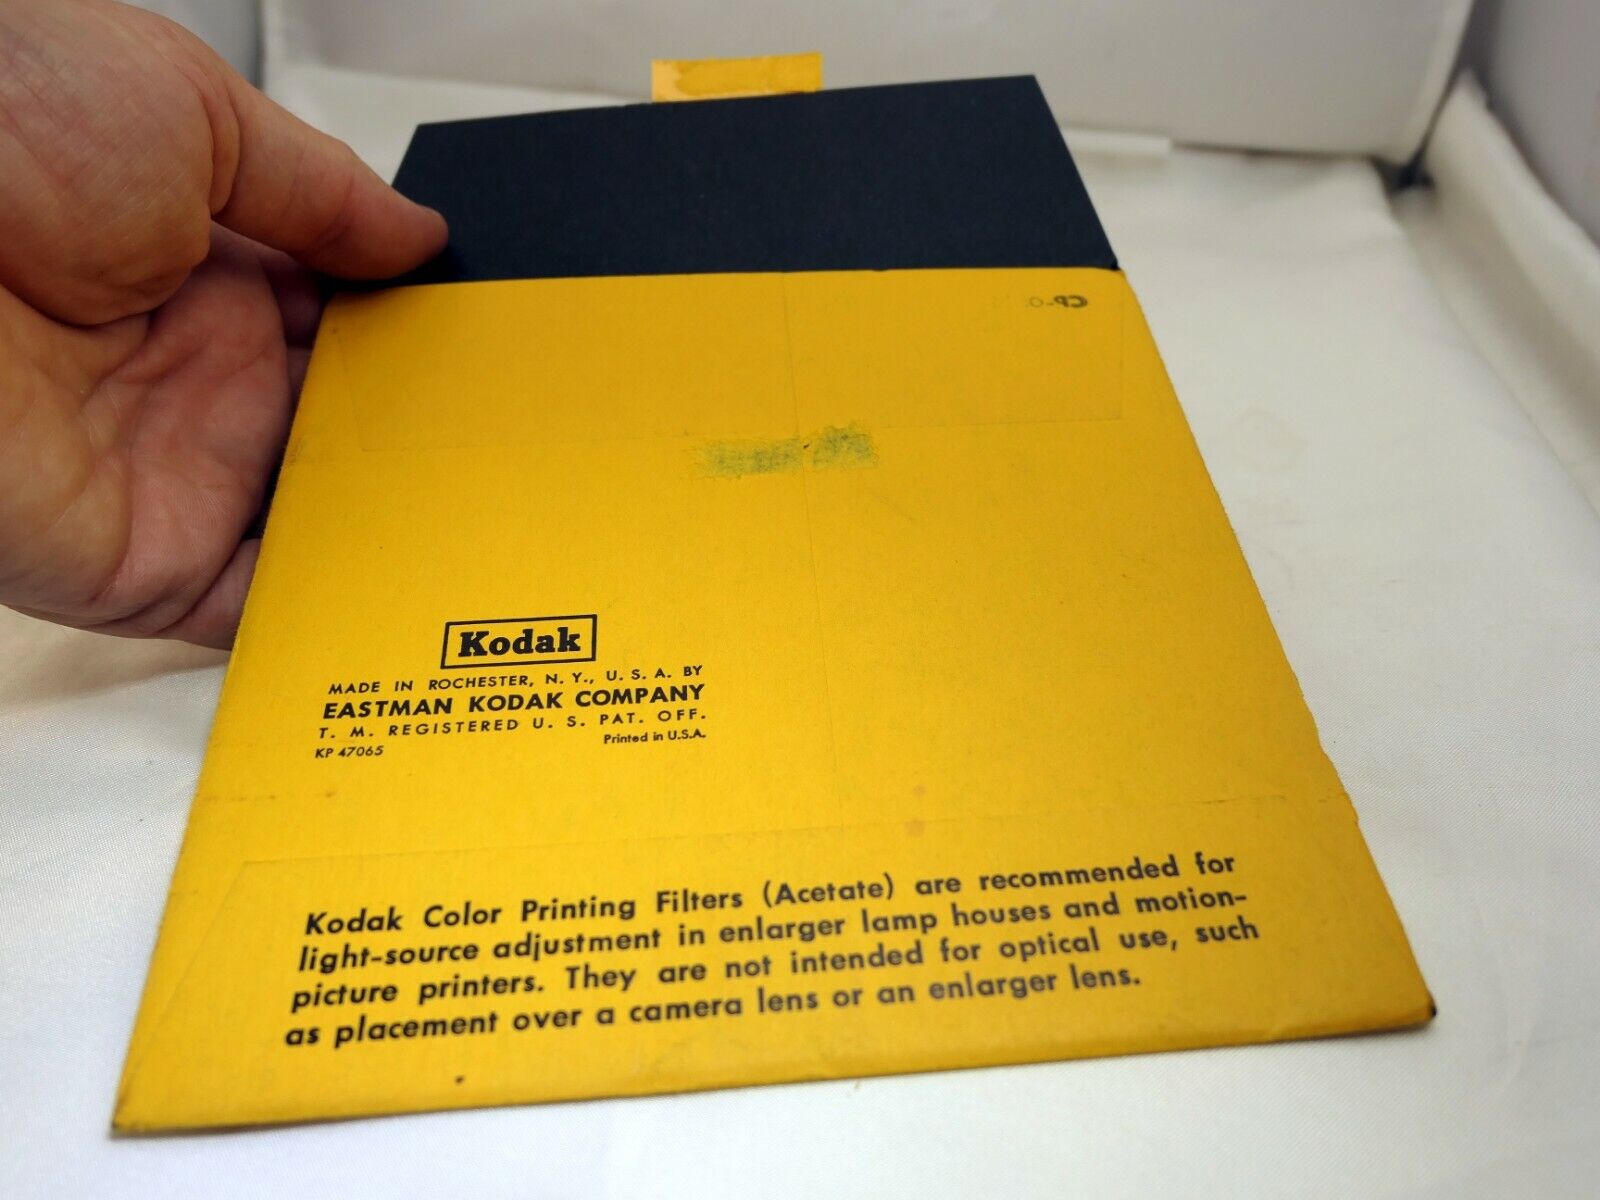 Kodak
MADE IN ROCHESTER, N. Y., U. S. A. BY
EASTMAN KODAK COMPANY
T. M. REGISTERED U. S. PAT. OFF.
KP 47065 Printed in U.S.A.
Kodak Color Printing Filters (Acetate) are recommended for
light-source adjustment in enlarger lamp houses and motion-
picture printers. They are not intended for optical use, such
as placement over a camera lens or an enlarger lens.